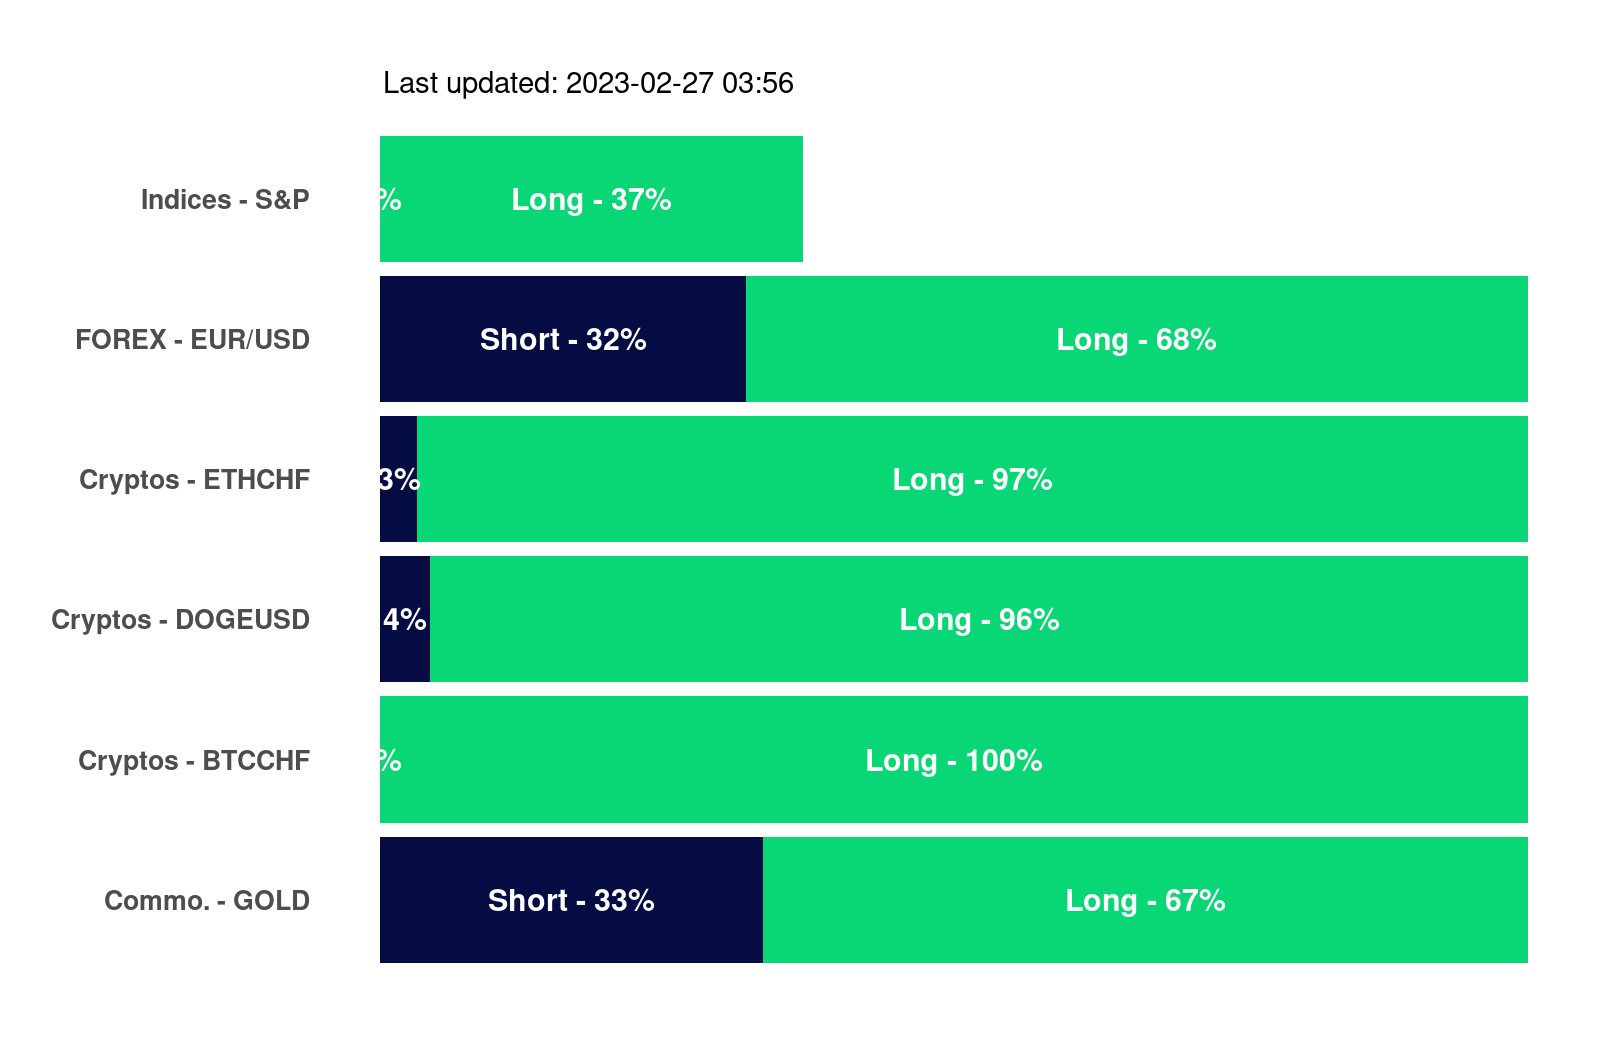 Last updated: 2023-02-27 03:56
Indices - S&P % Long - 37%
FOREX - EUR/USD Short - 32% Long - 68%
Cryptos - ETHCHF 3% Long - 97%
Cryptos - DOGEUSD 4% Long - 96%
Cryptos - BTCCHF % Long - 100%
Commo. - GOLD Short - 33% Long - 67%